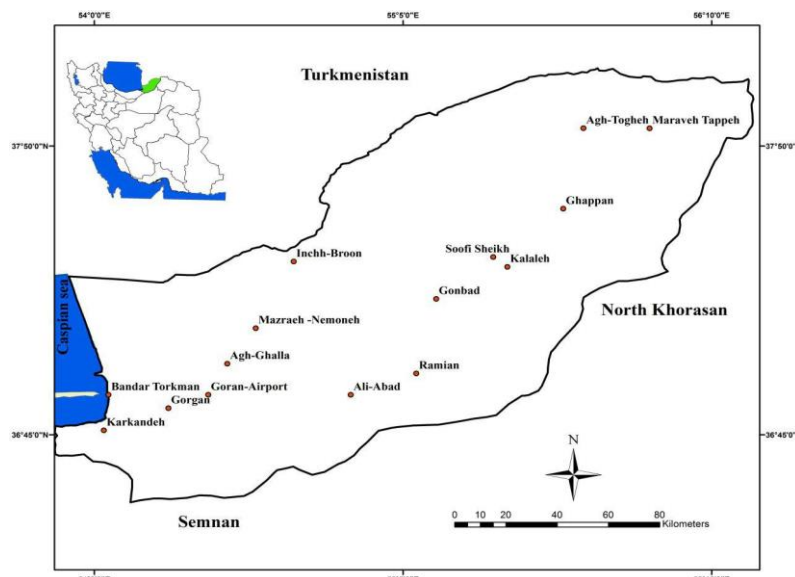 54°0'0"E 55°5'0"E 56°10'0"E
Turkmenistan
Agh-Togheh Maraveh Tappeh
37°50'0"N 37°50'0"N
Ghappan
Soofi Sheikh
Inchh-Broon
Kalaleh
Gonbad
North Khorasan
Caspian sea
Mazraeh -Nemoneh
Agh-Ghalla
Ramian
Bandar Torkman Goran-Airport Ali-Abad
Gorgan
Karkandeh
36°45'0"N 36°45'0"N
N
Semnan
0 5 10 20 40 60 80
Kilometers